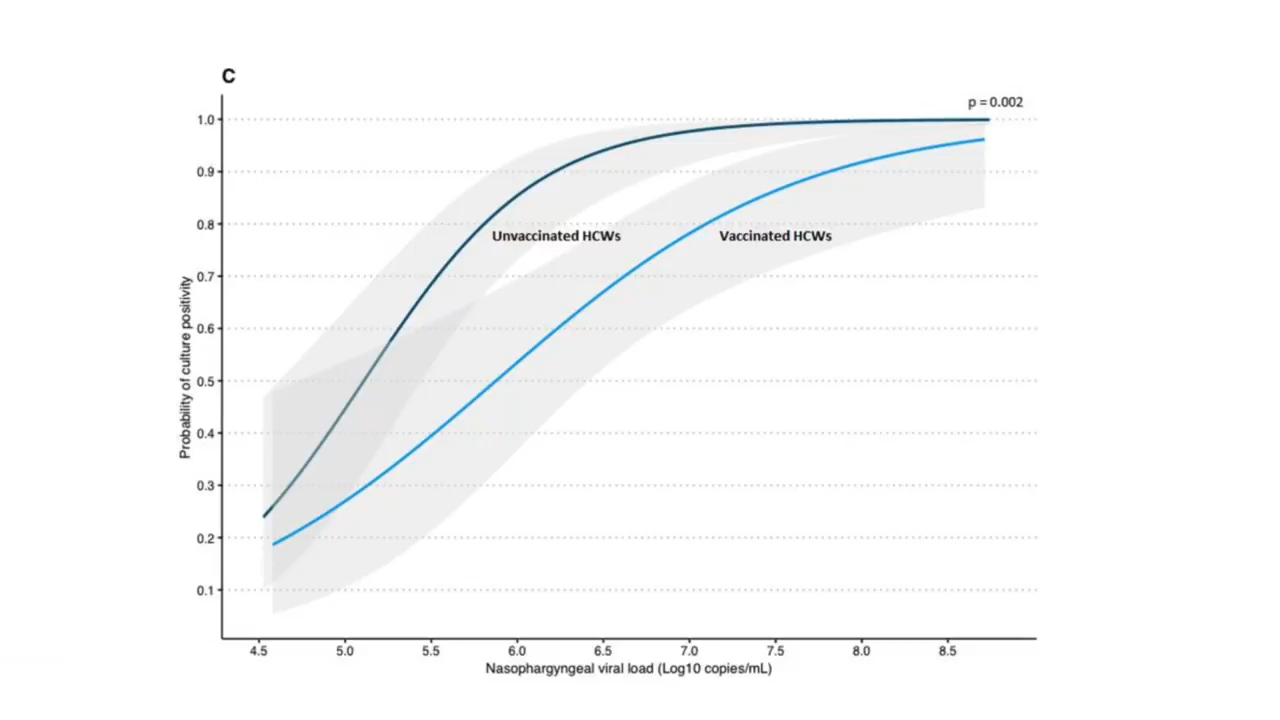 C
p = 0.002
1.0
0.9
0.8
Unvaccinated HCWs
Vaccinated HCWs
0.7
0.6
0.5
0.4
0.3
0.2
0.1
Probability of culture positivity
4.5 5.0 5.5 6.0 6.5 7.0 7.5 8.0 8.5
Nasophargyngeal viral load (Log10 copies/mL)